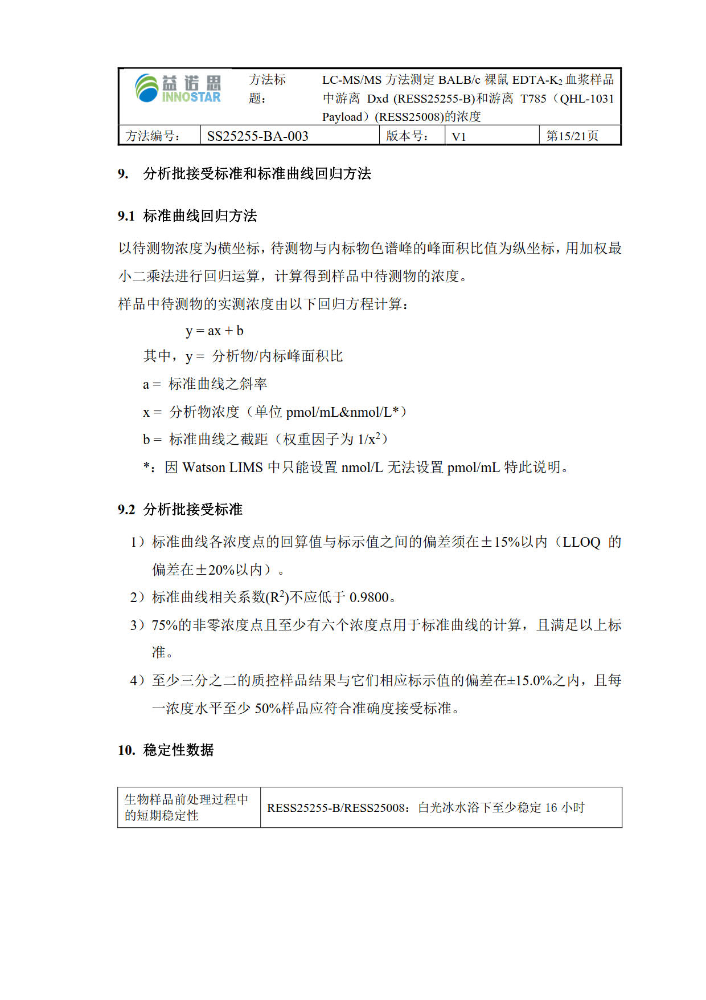 益诺思
INNOSTAR
方法标
题：
LC-MS/MS 方法测定 BALB/c 裸鼠 EDTA-K2 血浆样品
中游离 Dxd (RESS25255-B)和游离 T785（QHL-1031
Payload）(RESS25008)的浓度
方法编号： SS25255-BA-003 版本号： V1 第15/21页
9. 分析批接受标准和标准曲线回归方法
9.1 标准曲线回归方法
以待测物浓度为横坐标，待测物与内标物色谱峰的峰面积比值为纵坐标，用加权最
小二乘法进行回归运算，计算得到样品中待测物的浓度。
样品中待测物的实测浓度由以下回归方程计算：
y = ax + b
其中，y = 分析物/内标峰面积比
a = 标准曲线之斜率
x = 分析物浓度（单位 pmol/mL&nmol/L*）
b = 标准曲线之截距（权重因子为 1/x²）
*：因 Watson LIMS 中只能设置 nmol/L 无法设置 pmol/mL 特此说明。
9.2 分析批接受标准
1）标准曲线各浓度点的回算值与标示值之间的偏差须在±15%以内（LLOQ 的
偏差在±20%以内）。
2）标准曲线相关系数(R²)不应低于 0.9800。
3）75%的非零浓度点且至少有六个浓度点用于标准曲线的计算，且满足以上标
准。
4）至少三分之二的质控样品结果与它们相应标示值的偏差在±15.0%之内，且每
一浓度水平至少 50%样品应符合准确度接受标准。
10. 稳定性数据
生物样品前处理过程中
的短期稳定性
RESS25255-B/RESS25008：白光冰水浴下至少稳定 16 小时